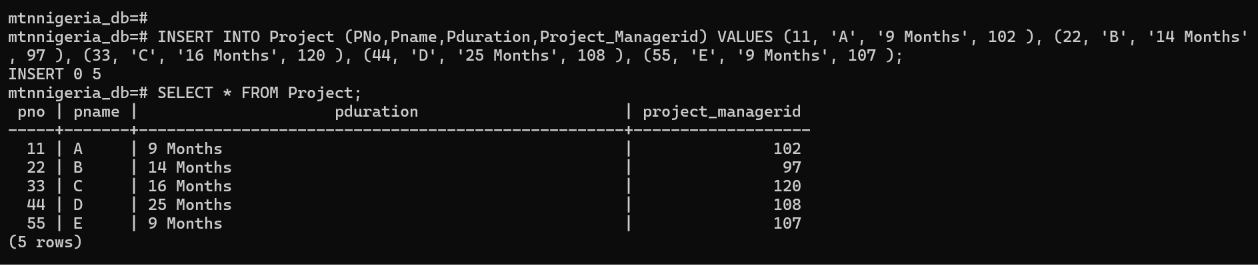 mtnnigeria_db=#
mtnnigeria_db=# INSERT INTO Project (PNo,Pname,Pduration,Project_Managerid) VALUES (11, 'A', '9 Months', 102 ), (22, 'B', '14 Months'
, 97 ), (33, 'C', '16 Months', 120 ), (44, 'D', '25 Months', 108 ), (55, 'E', '9 Months', 107 );
INSERT 0 5
mtnnigeria_db=# SELECT * FROM Project;
 pno | pname |                     pduration                      | project_managerid
-----+-------+----------------------------------------------------+-------------------
  11 | A     | 9 Months                                           |               102
  22 | B     | 14 Months                                          |                97
  33 | C     | 16 Months                                          |               120
  44 | D     | 25 Months                                          |               108
  55 | E     | 9 Months                                           |               107
(5 rows)